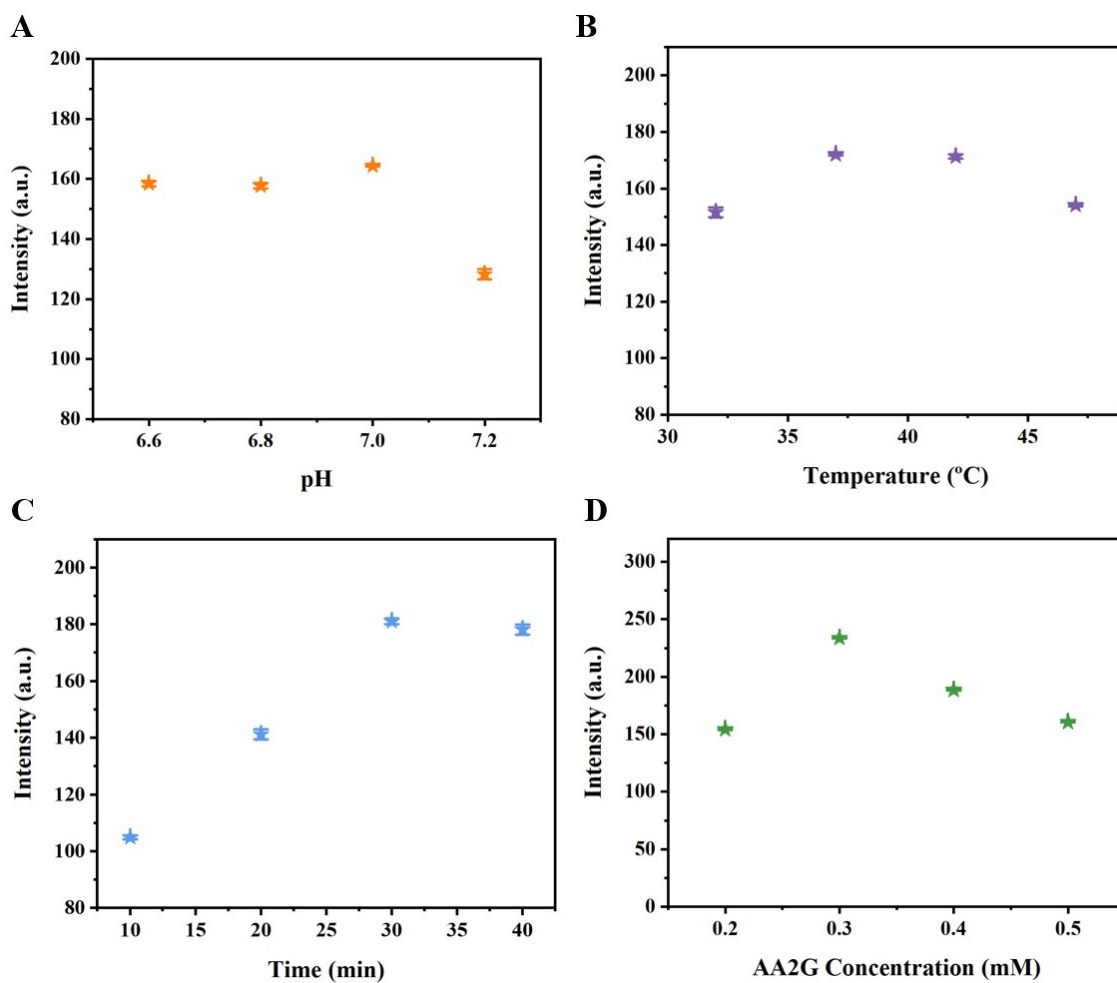 A
200
180
160
140
120
100
80
Intensity (a.u.)
6.6 6.8 7.0 7.2
pH
B
200
180
160
140
120
100
80
Intensity (a.u.)
30 35 40 45
Temperature (ºC)
C
200
180
160
140
120
100
80
Intensity (a.u.)
10 15 20 25 30 35 40
Time (min)
D
300
250
200
150
100
50
0
Intensity (a.u.)
0.2 0.3 0.4 0.5
AA2G Concentration (mM)